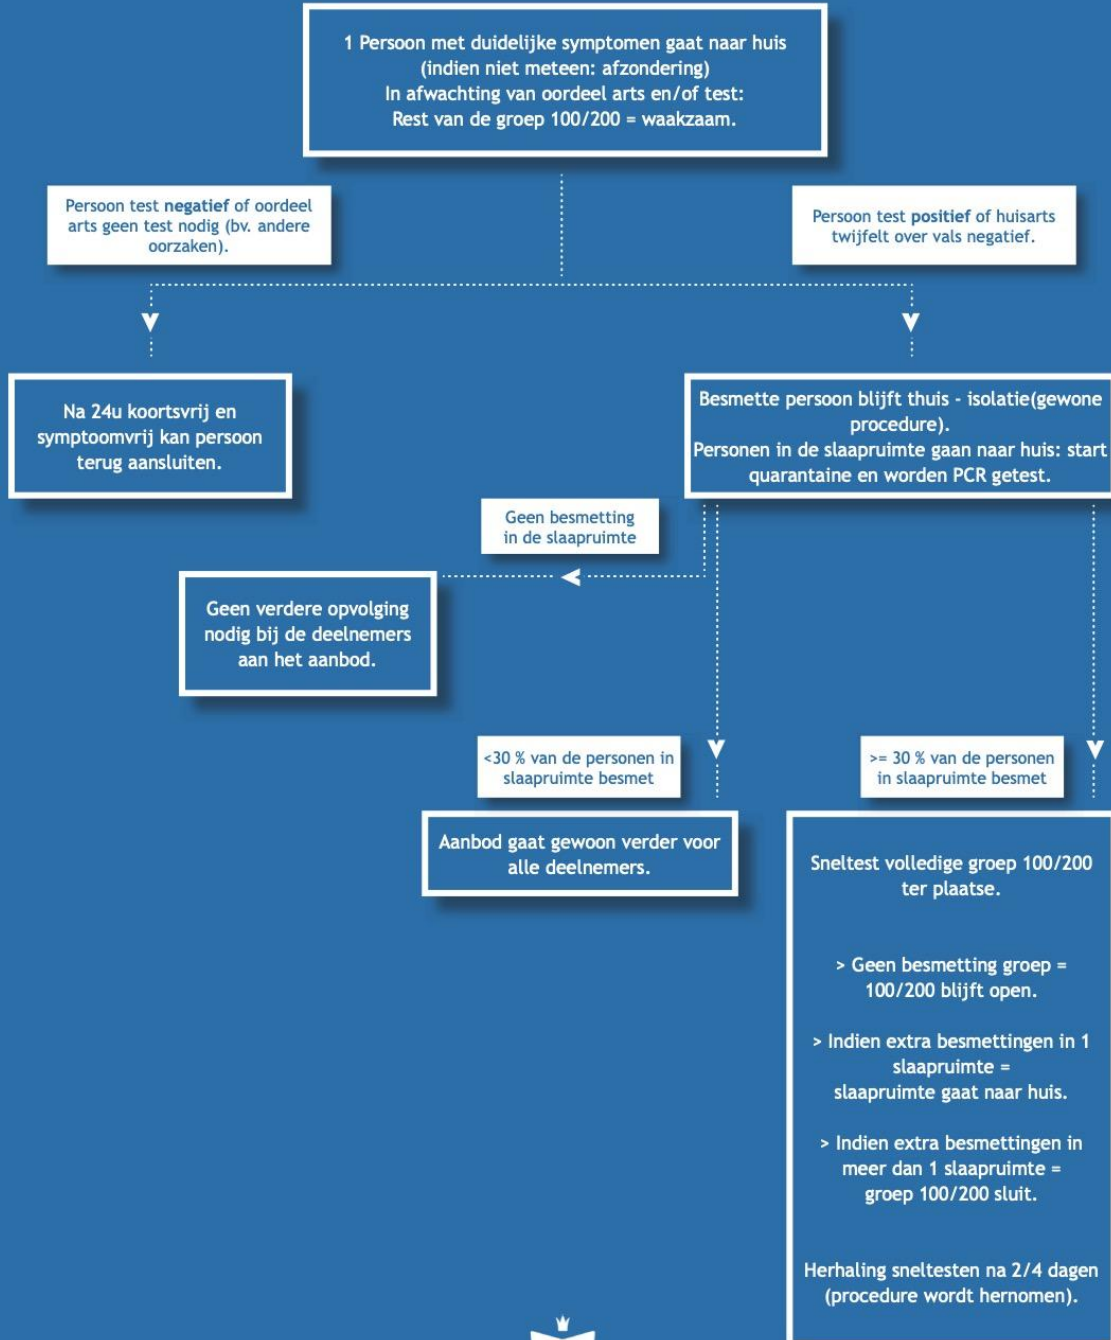 1 Persoon met duidelijke symptomen gaat naar huis
(indien niet meteen: afzondering)
In afwachting van oordeel arts en/of test:
Rest van de groep 100/200 = waakzaam.
Persoon test negatief of oordeel
arts geen test nodig (bv. andere
oorzaken).
Persoon test positief of huisarts
twijfelt over vals negatief.
Na 24u koortsvrij en
symptoomvrij kan persoon
terug aansluiten.
Besmette persoon blijft thuis - isolatie(gewone
procedure).
Personen in de slaapruimte gaan naar huis: start
quarantaine en worden PCR getest.
Geen besmetting
in de slaapruimte
Geen verdere opvolging
nodig bij de deelnemers
aan het aanbod.
<30 % van de personen in
slaapruimte besmet
Aanbod gaat gewoon verder voor
alle deelnemers.
>= 30 % van de personen
in slaapruimte besmet
Sneltest volledige groep 100/200
ter plaatse.
> Geen besmetting groep =
100/200 blijft open.
> Indien extra besmettingen in 1
slaapruimte =
slaapruimte gaat naar huis.
> Indien extra besmettingen in
meer dan 1 slaapruimte =
groep 100/200 sluit.
Herhaling sneltesten na 2/4 dagen
(procedure wordt hernomen).